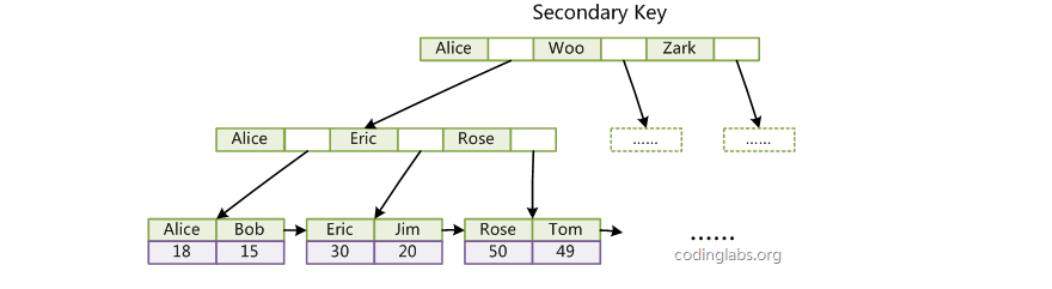 Secondary Key
Alice Woo Zark
Alice Eric Rose
...... ......
Alice Bob Eric Jim Rose Tom
18 15 30 20 50 49
......
codinglabs.org